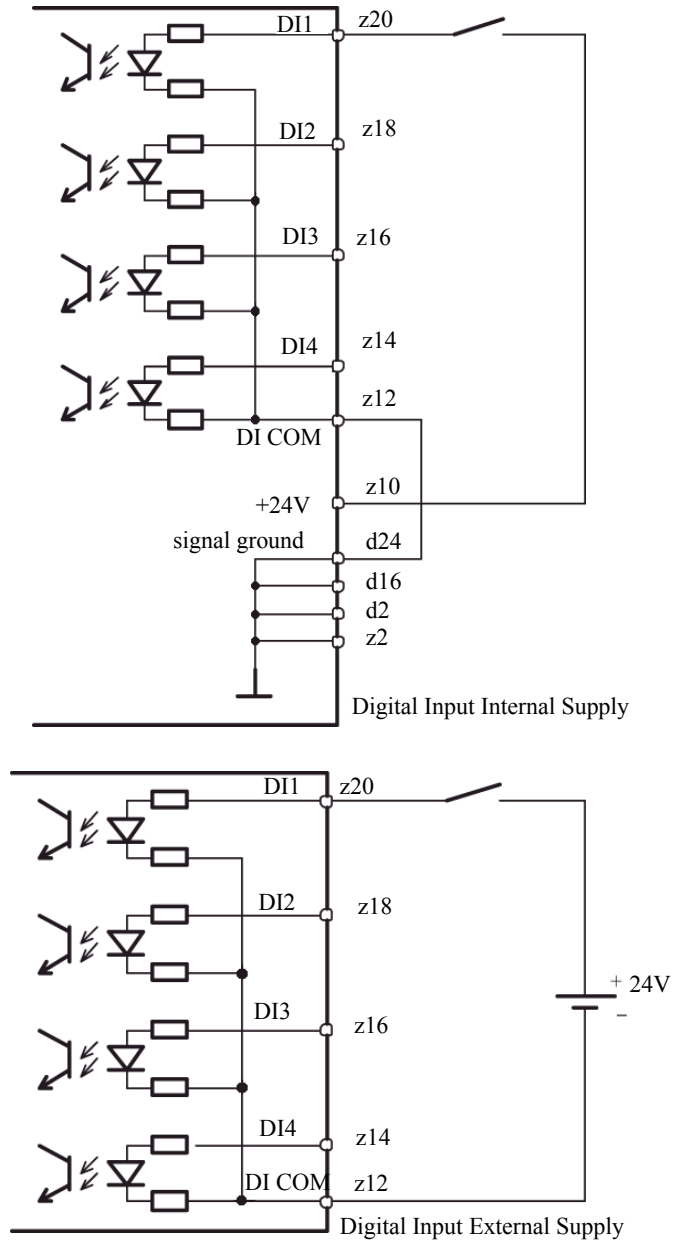 DI1 z20
DI2 z18
DI3 z16
DI4 z14
z12
DI COM
+24V z10
signal ground d24
d16
d2
z2
Digital Input Internal Supply
DI1 z20
DI2 z18
+ 24V
−
DI3 z16
DI4 z14
DI COM z12
Digital Input External Supply